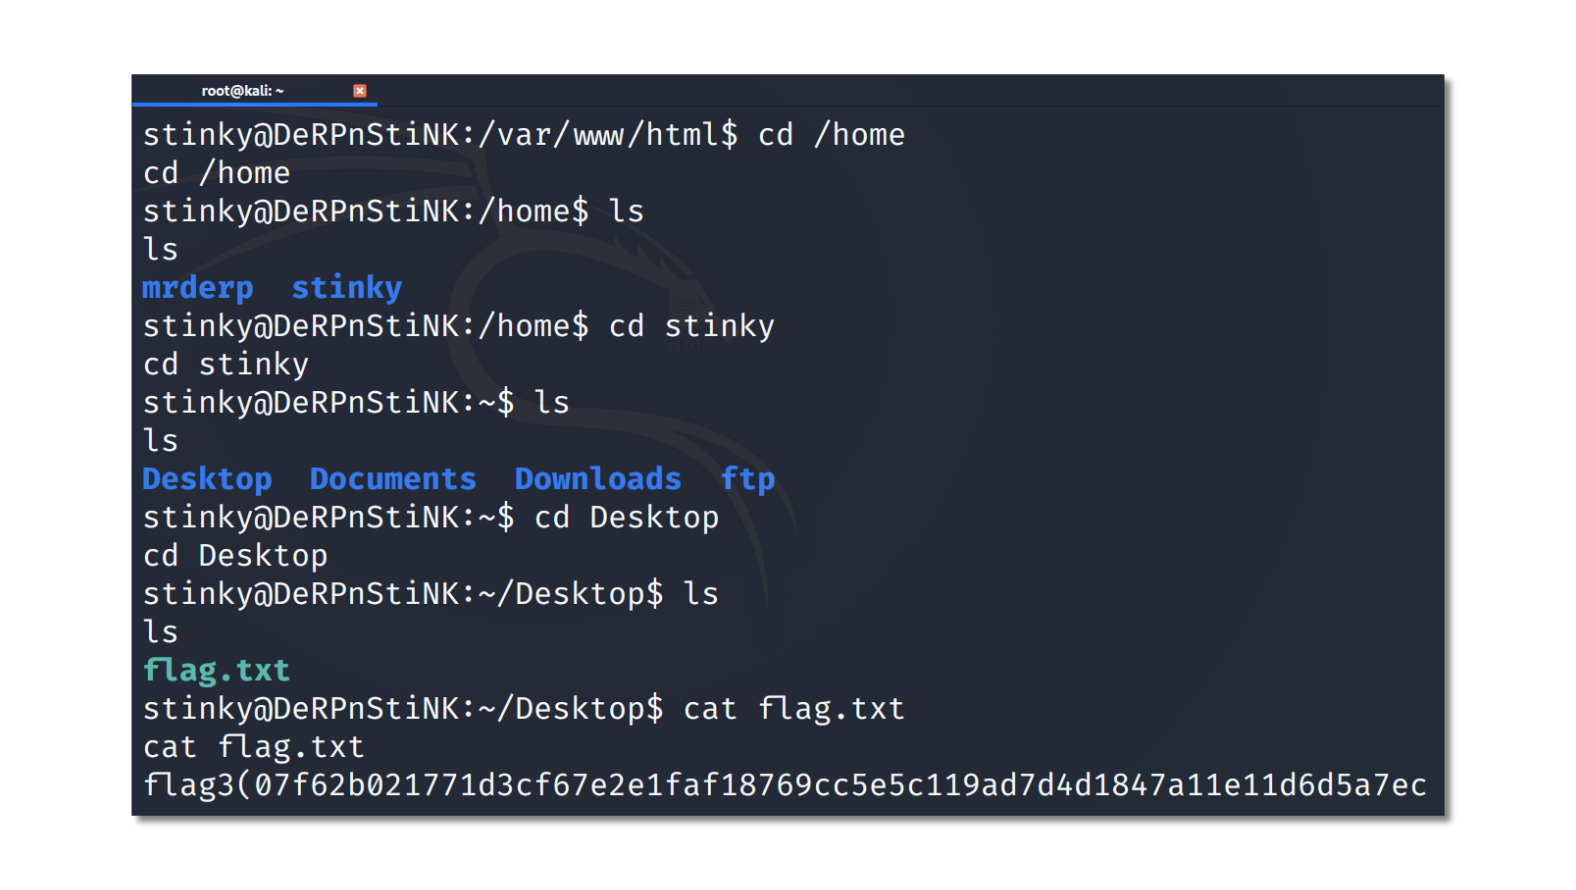 root@kali: ~
stinky@DeRPnStiNK:/var/www/html$ cd /home
cd /home
stinky@DeRPnStiNK:/home$ ls
ls
mrderp  stinky
stinky@DeRPnStiNK:/home$ cd stinky
cd stinky
stinky@DeRPnStiNK:~$ ls
ls
Desktop  Documents  Downloads  ftp
stinky@DeRPnStiNK:~$ cd Desktop
cd Desktop
stinky@DeRPnStiNK:~/Desktop$ ls
ls
flag.txt
stinky@DeRPnStiNK:~/Desktop$ cat flag.txt
cat flag.txt
flag3(07f62b021771d3cf67e2e1faf18769cc5e5c119ad7d4d1847a11e11d6d5a7ec